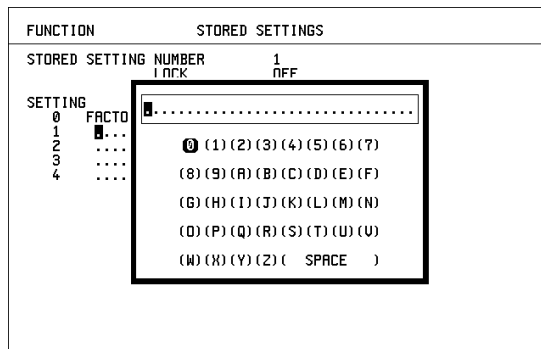 FUNCTION STORED SETTINGS
STORED SETTING NUMBER 1
LOCK OFF
SETTING
0 FACTO
1 ....
2 ....
3 ....
4 ....
................................
0 (1)(2)(3)(4)(5)(6)(7)
(8)(9)(A)(B)(C)(D)(E)(F)
(G)(H)(I)(J)(K)(L)(M)(N)
(O)(P)(Q)(R)(S)(T)(U)(V)
(W)(X)(Y)(Z)( SPACE )